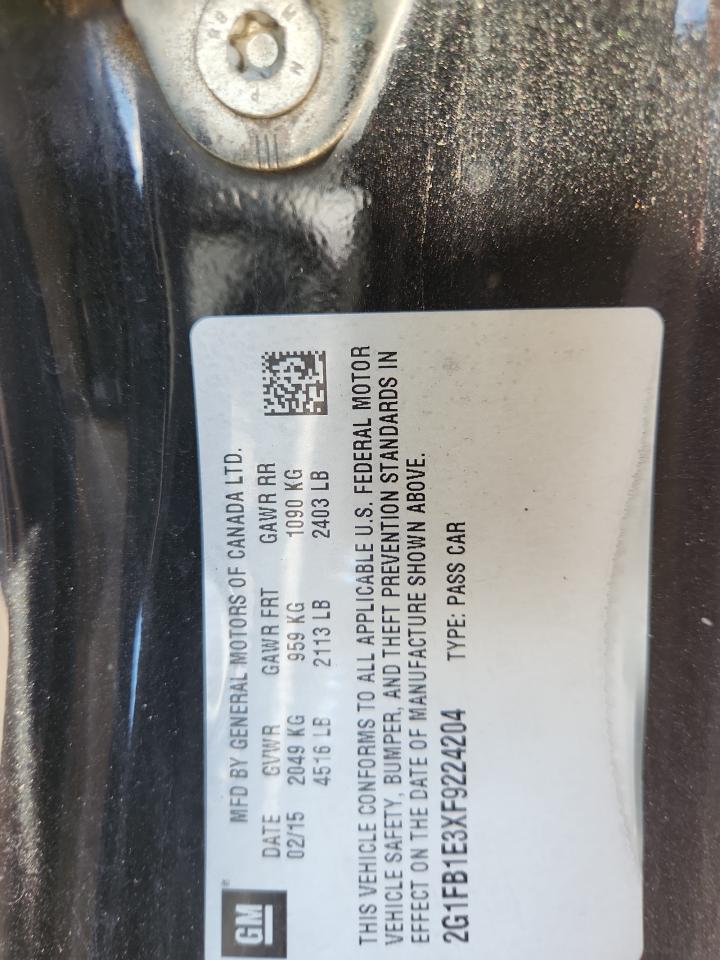 GM®
MFD BY GENERAL MOTORS OF CANADA LTD.
DATE GVWR GAWR FRT GAWR RR
02/15 2049 KG 959 KG 1090 KG
4516 LB 2113 LB 2403 LB
THIS VEHICLE CONFORMS TO ALL APPLICABLE U.S. FEDERAL MOTOR
VEHICLE SAFETY, BUMPER, AND THEFT PREVENTION STANDARDS IN
EFFECT ON THE DATE OF MANUFACTURE SHOWN ABOVE.
2G1FB1E3XF9224204 TYPE: PASS CAR